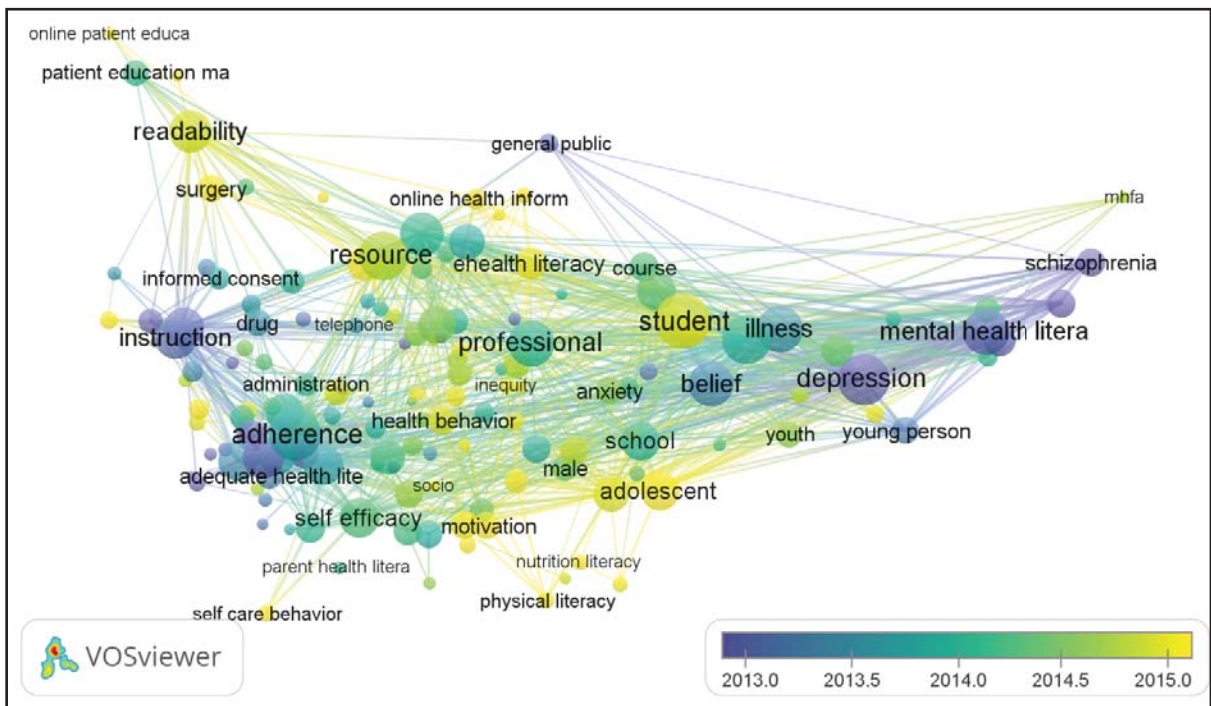 online patient educa
patient education ma
readability
general public
surgery
online health inform
mhfa
resource
ehealth literacy
course
schizophrenia
informed consent
instruction
drug
telephone
professional
student
illness
mental health litera
administration
inequity
anxiety
belief
depression
adherence
health behavior
school
youth
young person
adequate health lite
male
socio
adolescent
self efficacy
motivation
parent health litera
nutrition literacy
self care behavior
physical literacy
VOSviewer
2013.0 2013.5 2014.0 2014.5 2015.0